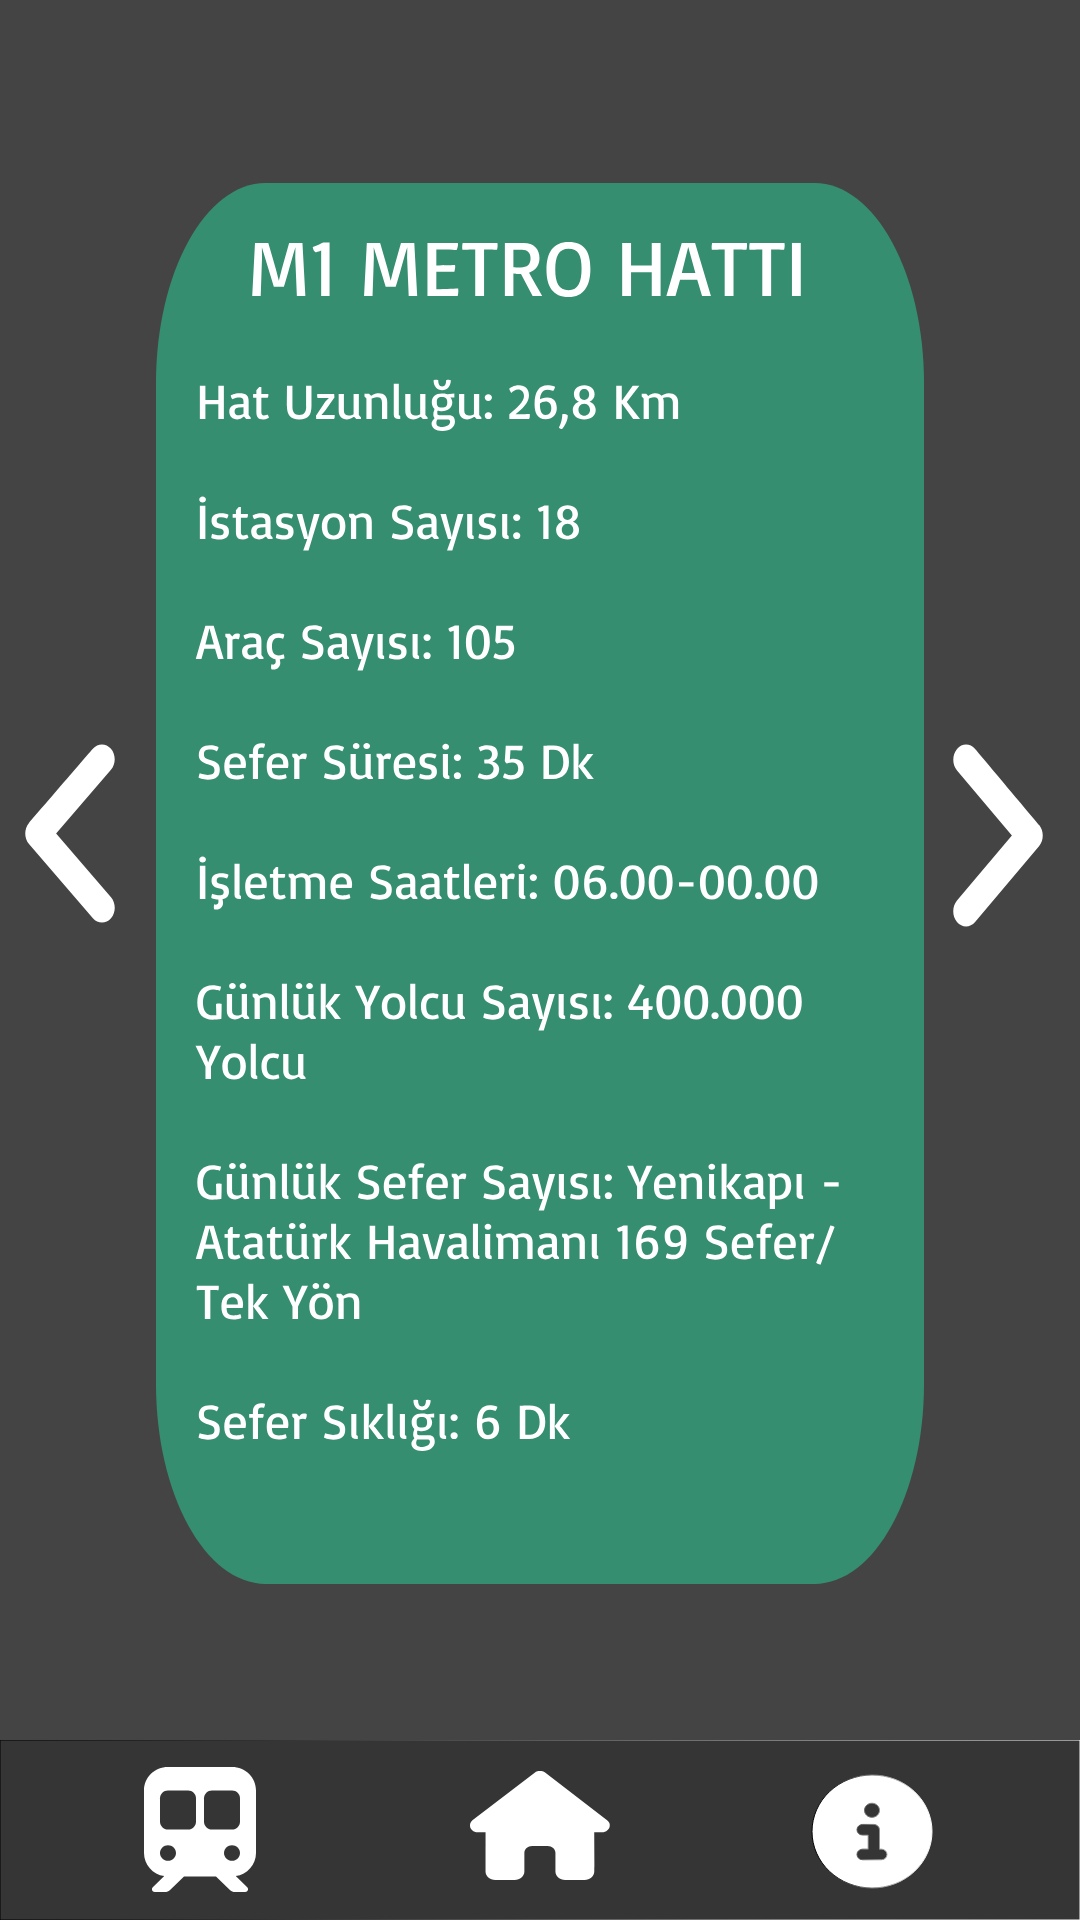 M1 METRO HATTI
Hat Uzunluğu: 26,8 Km
İstasyon Sayısı: 18
Araç Sayısı: 105
Sefer Süresi: 35 Dk
İşletme Saatleri: 06.00-00.00
Günlük Yolcu Sayısı: 400.000
Yolcu
Günlük Sefer Sayısı: Yenikapı -
Atatürk Havalimanı 169 Sefer/
Tek Yön
Sefer Sıklığı: 6 Dk